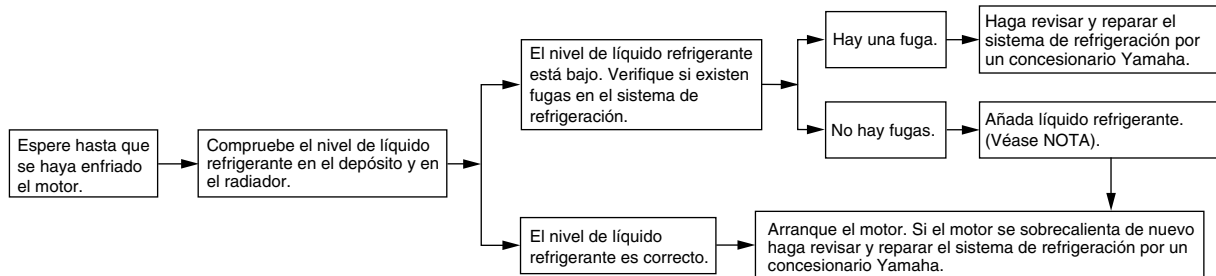 Espere hasta que
se haya enfriado
el motor.
Compruebe el nivel de líquido
refrigerante en el depósito y en
el radiador.
El nivel de líquido refrigerante
está bajo. Verifique si existen
fugas en el sistema de
refrigeración.
Hay una fuga.
Haga revisar y reparar el
sistema de refrigeración por
un concesionario Yamaha.
No hay fugas.
Añada líquido refrigerante.
(Véase NOTA).
El nivel de líquido
refrigerante es correcto.
Arranque el motor. Si el motor se sobrecalienta de nuevo
haga revisar y reparar el sistema de refrigeración por un
concesionario Yamaha.